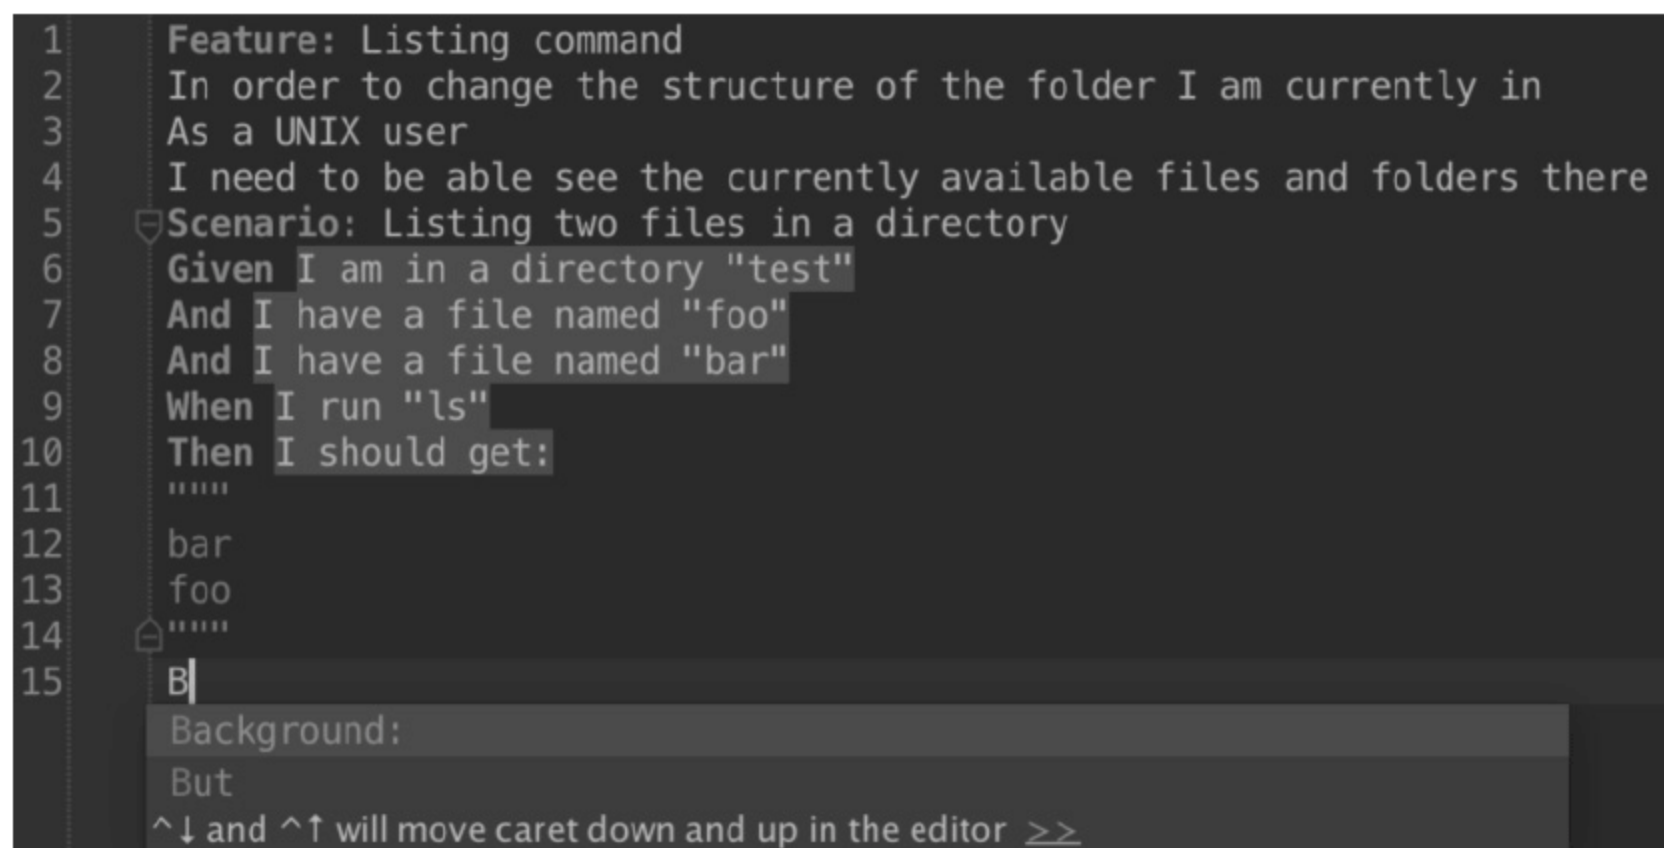 1 Feature: Listing command
2 In order to change the structure of the folder I am currently in
3 As a UNIX user
4 I need to be able see the currently available files and folders there
5 Scenario: Listing two files in a directory
6 Given I am in a directory "test"
7 And I have a file named "foo"
8 And I have a file named "bar"
9 When I run "ls"
10 Then I should get:
11 """
12 bar
13 foo
14 """
15 B
Background:
But
^↓ and ^↑ will move caret down and up in the editor >>